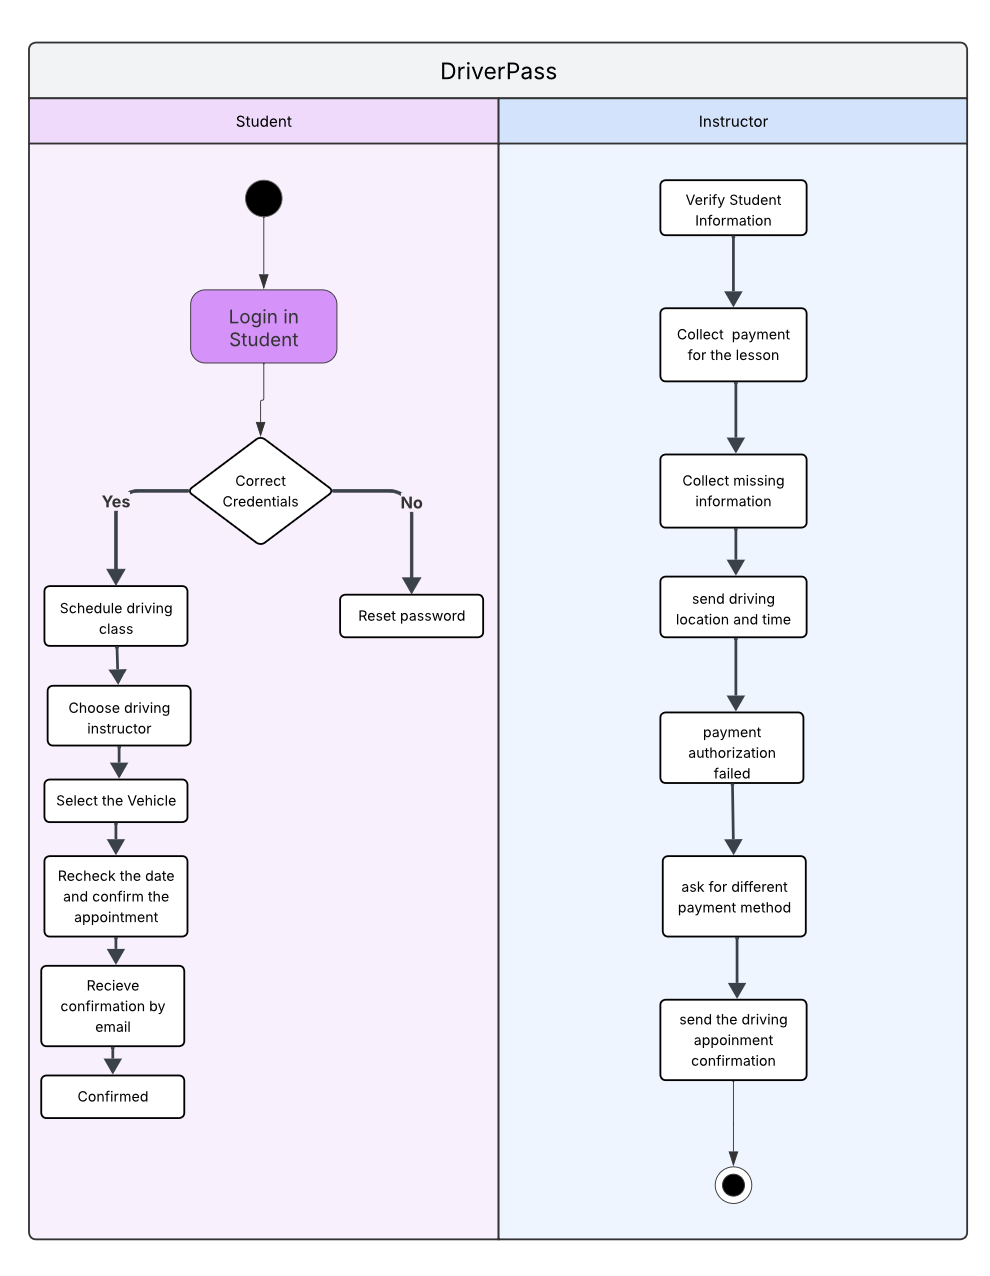 DriverPass
Student
Instructor
Login in
Student
Correct
Credentials
Yes
No
Schedule driving
class
Reset password
Choose driving
instructor
Select the Vehicle
Recheck the date
and confirm the
appointment
Recieve
confirmation by
email
Confirmed
Verify Student
Information
Collect  payment
for the lesson
Collect missing
information
send driving
location and time
payment
authorization
failed
ask for different
payment method
send the driving
appoinment
confirmation